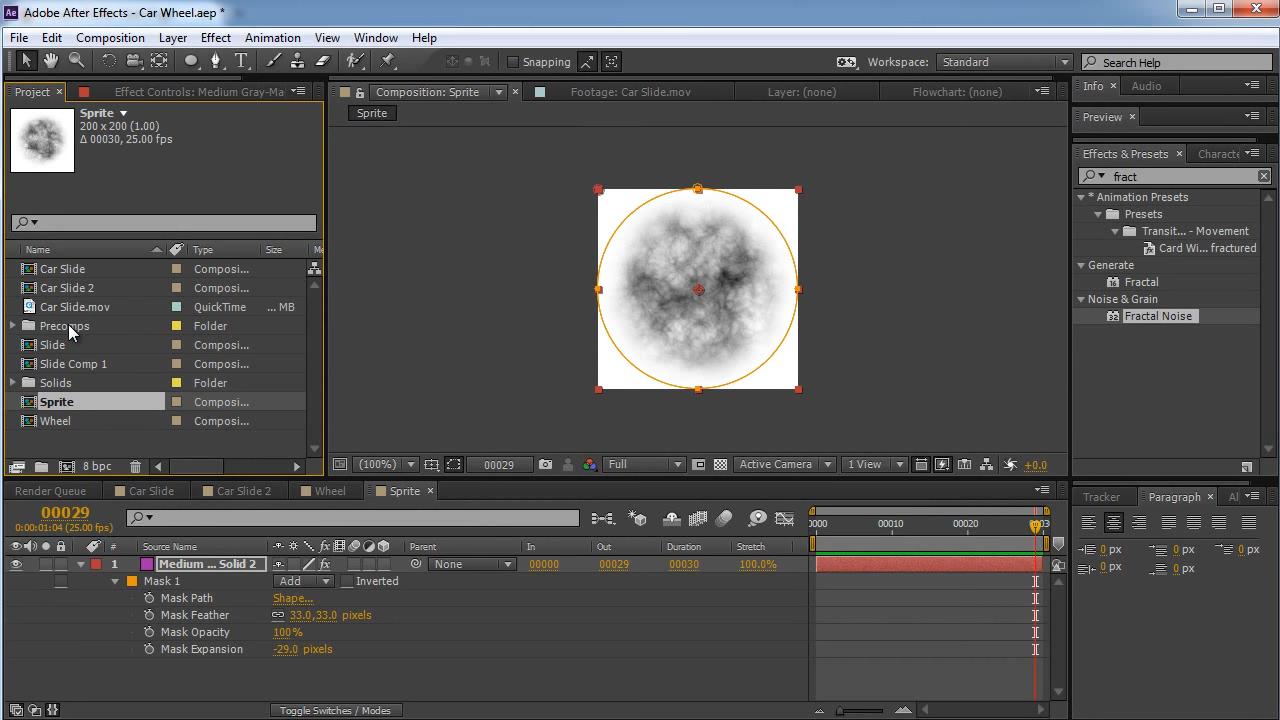 Ae Adobe After Effects - Car Wheel.aep *
File Edit Composition Layer Effect Animation View Window Help
Snapping Workspace: Standard Search Help
Project Effect Controls: Medium Gray-Ma
Composition: Sprite Footage: Car Slide.mov Layer: (none) Flowchart: (none)
Info Audio
Sprite
200 x 200 (1.00)
Δ 00030, 25.00 fps
Sprite
Preview
Effects & Presets Characte
fract
* Animation Presets
Presets
Transit... - Movement
Card Wi... fractured
Generate
Fractal
Noise & Grain
Fractal Noise
Name Type Size Me
Car Slide Composi...
Car Slide 2 Composi...
Car Slide.mov QuickTime ... MB
Precomps Folder
Slide Composi...
Slide Comp 1 Composi...
Solids Folder
Sprite Composi...
Wheel Composi...
8 bpc
(100%) 00029 Full Active Camera 1 View +0.0
Render Queue Car Slide Car Slide 2 Wheel Sprite
Tracker Paragraph Al
00029
0:00:01:04 (25.00 fps)
0000 00010 00020 0003
# Source Name Parent In Out Duration Stretch
1 Medium ... Solid 2 None 00000 00029 00030 100.0%
Mask 1 Add Inverted
Mask Path Shape...
Mask Feather 33.0,33.0 pixels
Mask Opacity 100%
Mask Expansion -29.0 pixels
0 px 0 px 0 px
0 px 0 px
Toggle Switches / Modes